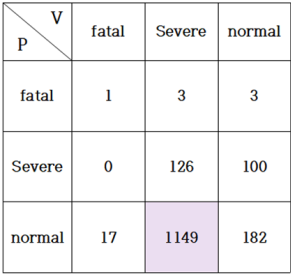 V
P
fatal Severe normal
fatal 1 3 3
Severe 0 126 100
normal 17 1149 182